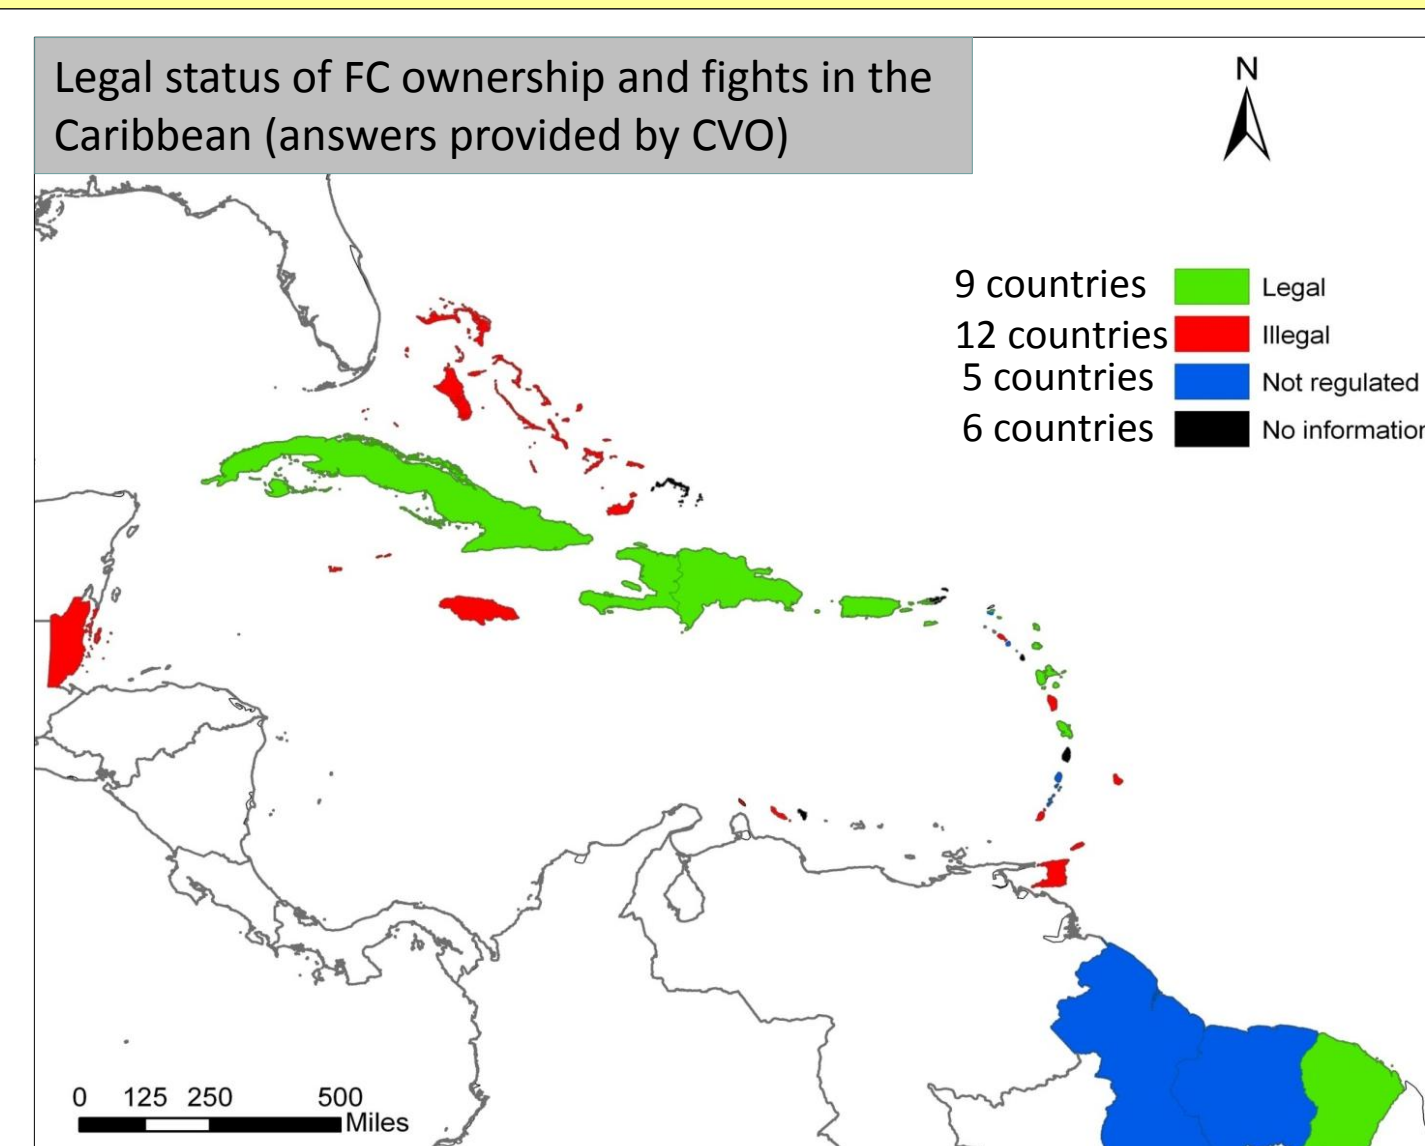 Legal status of FC ownership and fights in the
Caribbean (answers provided by CVO)
N
9 countries Legal
12 countries Illegal
5 countries Not regulated
6 countries No information
0 125 250 500
Miles